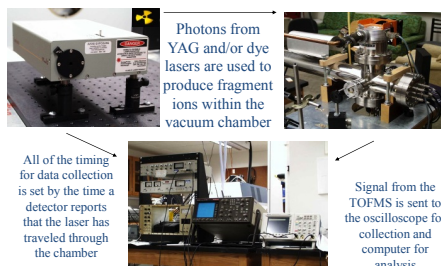 Photons from
YAG and/or dye
lasers are used to
produce fragment
ions within the
vacuum chamber
DANGER
All of the timing
for data collection
is set by the time a
detector reports
that the laser has
traveled through
the chamber
Signal from the
TOFMS is sent to
the oscilloscope fo
collection and
computer for
analysis